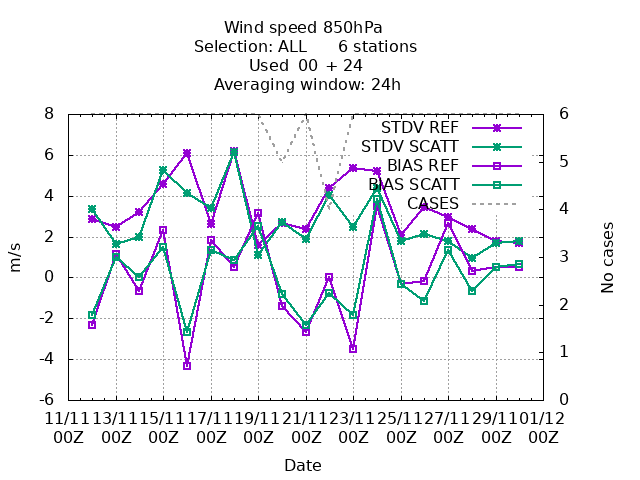 Wind speed 850hPa
Selection: ALL 6 stations
Used 00 + 24
Averaging window: 24h
8
6
4
2
0
-2
-4
-6
m/s
6
5
4
3
2
1
0
No cases
STDV REF
STDV SCATT
BIAS REF
BIAS SCATT
CASES
11/11 13/11 15/11 17/11 19/11 21/11 23/11 25/11 27/11 29/11 01/12
00Z 00Z 00Z 00Z 00Z 00Z 00Z 00Z 00Z 00Z 00Z
Date